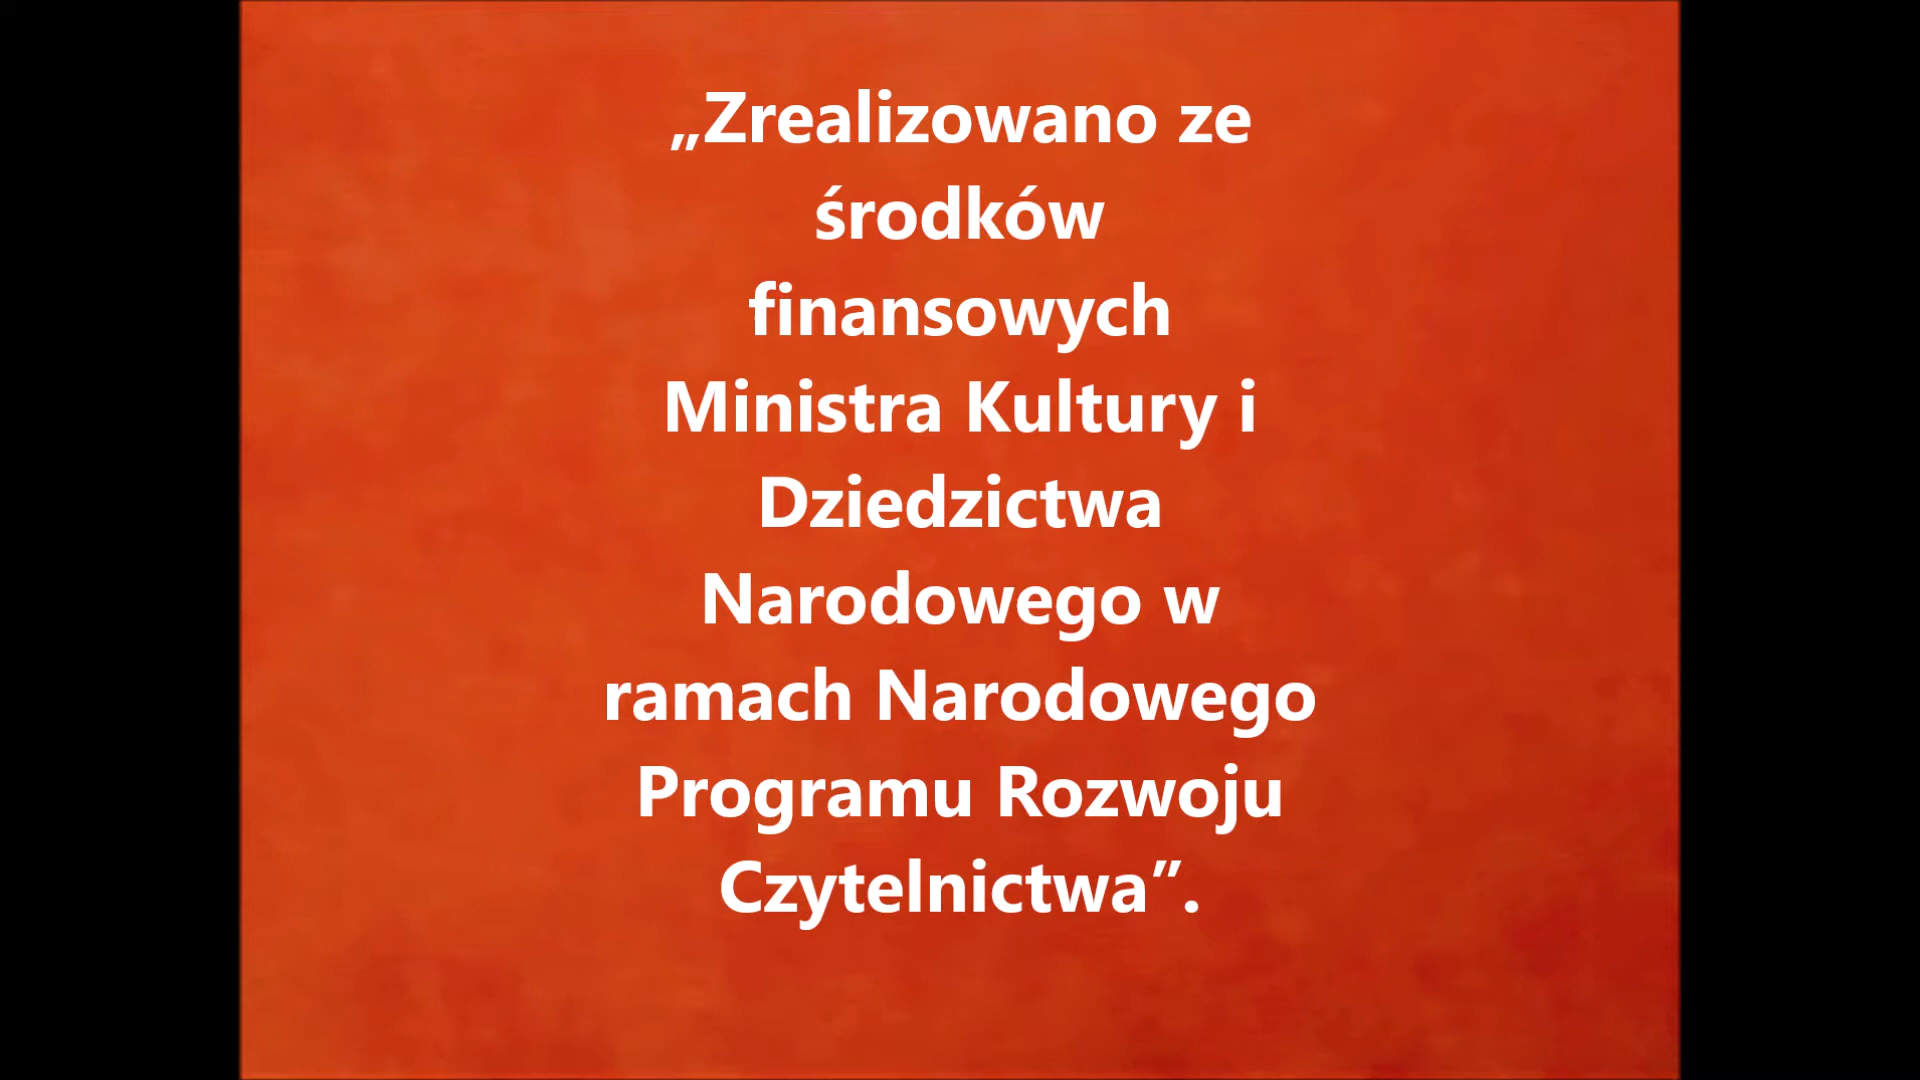 „Zrealizowano ze
środków
finansowych
Ministra Kultury i
Dziedzictwa
Narodowego w
ramach Narodowego
Programu Rozwoju
Czytelnictwa”.